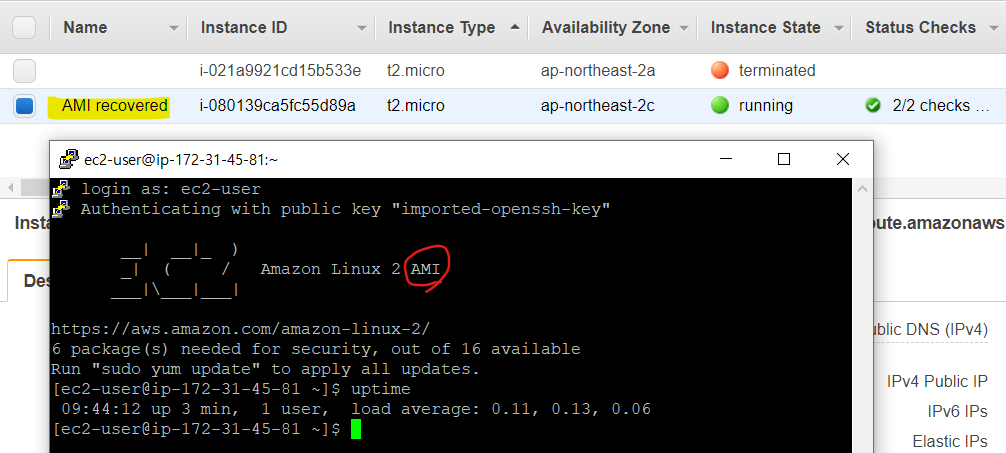 Name Instance ID Instance Type Availability Zone Instance State Status Checks
i-021a9921cd15b533e t2.micro ap-northeast-2a terminated
AMI recovered i-080139ca5fc55d89a t2.micro ap-northeast-2c running 2/2 checks ...
ec2-user@ip-172-31-45-81:~
login as: ec2-user
Authenticating with public key "imported-openssh-key"
Insta
oute.amazonaws
__| __|_ )
_| ( /
Amazon Linux 2 AMI
___|\___|___|
Des
https://aws.amazon.com/amazon-linux-2/
ublic DNS (IPv4)
6 package(s) needed for security, out of 16 available
Run "sudo yum update" to apply all updates.
[ec2-user@ip-172-31-45-81 ~]$ uptime
IPv4 Public IP
09:44:12 up 3 min, 1 user, load average: 0.11, 0.13, 0.06
IPv6 IPs
[ec2-user@ip-172-31-45-81 ~]$
Elastic IPs